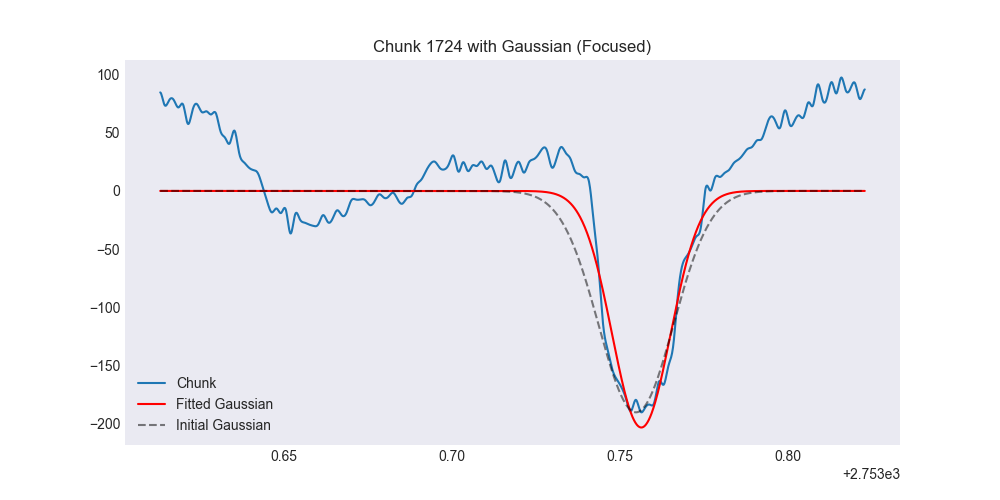 Chunk 1724 with Gaussian (Focused)
100
50
0
−50
−100
−150
−200
Chunk
Fitted Gaussian
Initial Gaussian
0.65 0.70 0.75 0.80
+2.753e3